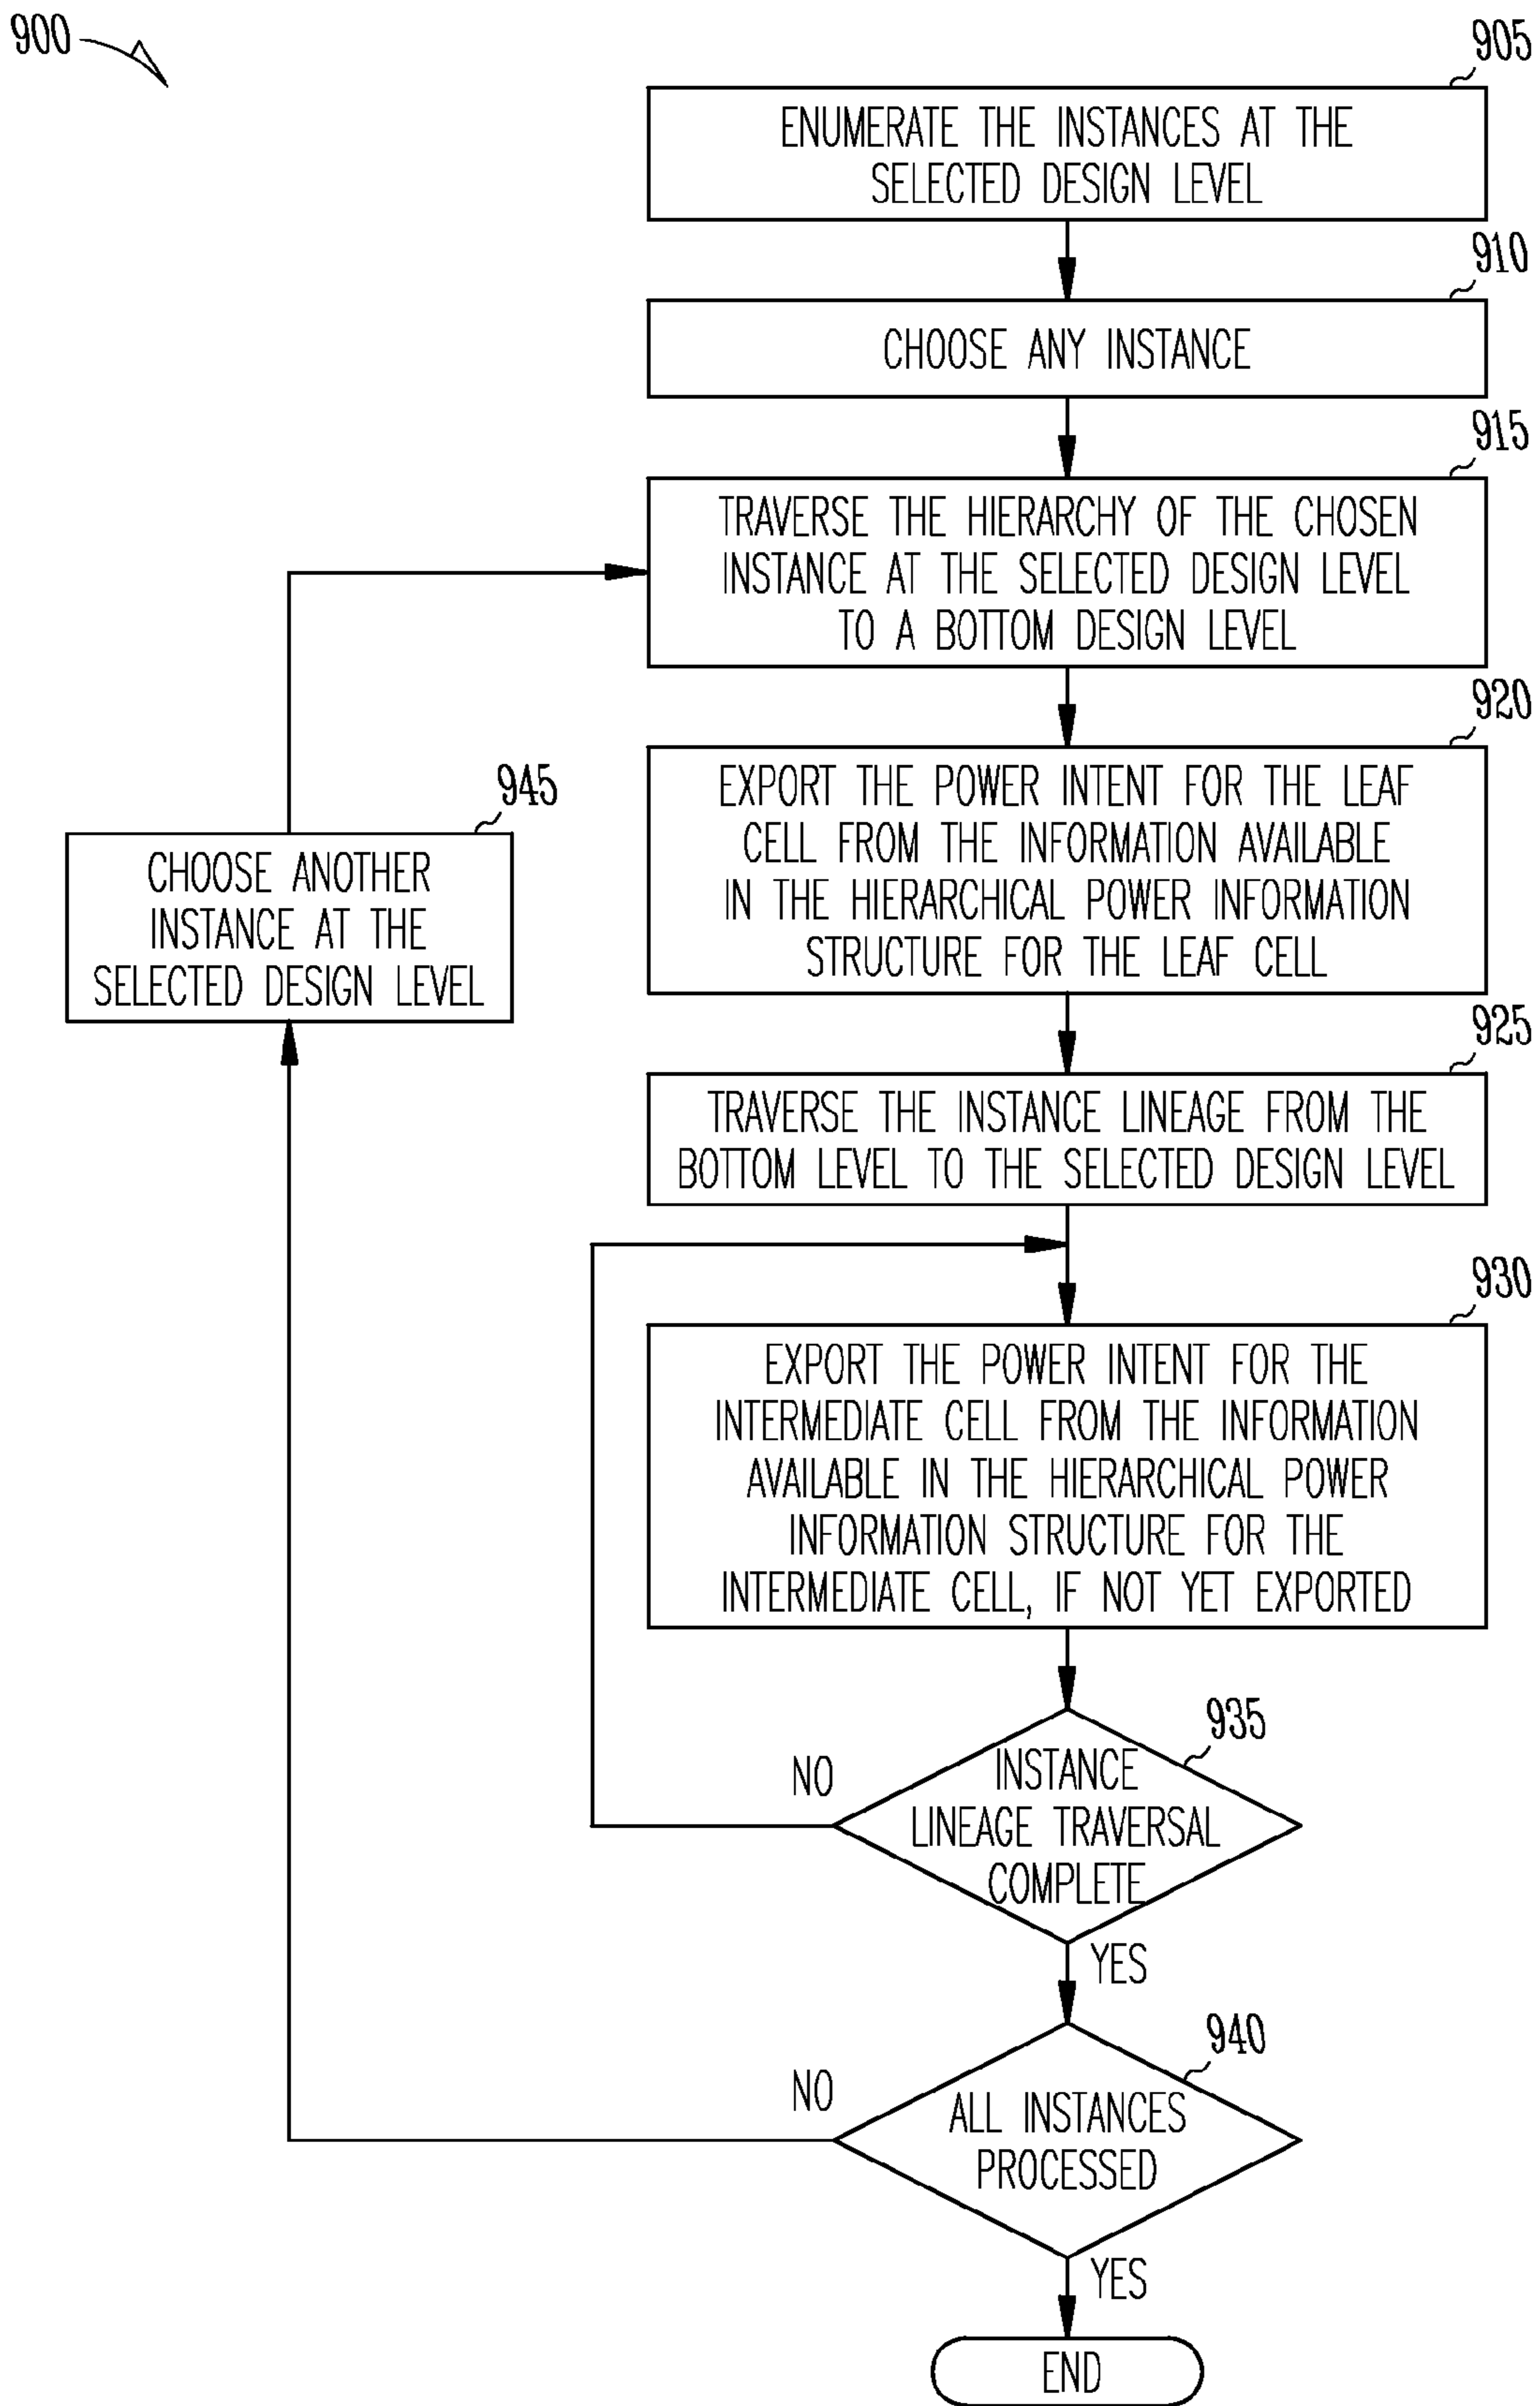 900
905
ENUMERATE THE INSTANCES AT THE
SELECTED DESIGN LEVEL
910
CHOOSE ANY INSTANCE
915
TRAVERSE THE HIERARCHY OF THE CHOSEN
INSTANCE AT THE SELECTED DESIGN LEVEL
TO A BOTTOM DESIGN LEVEL
920
EXPORT THE POWER INTENT FOR THE LEAF
CELL FROM THE INFORMATION AVAILABLE
IN THE HIERARCHICAL POWER INFORMATION
STRUCTURE FOR THE LEAF CELL
945
CHOOSE ANOTHER
INSTANCE AT THE
SELECTED DESIGN LEVEL
925
TRAVERSE THE INSTANCE LINEAGE FROM THE
BOTTOM LEVEL TO THE SELECTED DESIGN LEVEL
930
EXPORT THE POWER INTENT FOR THE
INTERMEDIATE CELL FROM THE INFORMATION
AVAILABLE IN THE HIERARCHICAL POWER
INFORMATION STRUCTURE FOR THE
INTERMEDIATE CELL, IF NOT YET EXPORTED
935
NO
INSTANCE
LINEAGE TRAVERSAL
COMPLETE
YES
940
NO
ALL INSTANCES
PROCESSED
YES
END